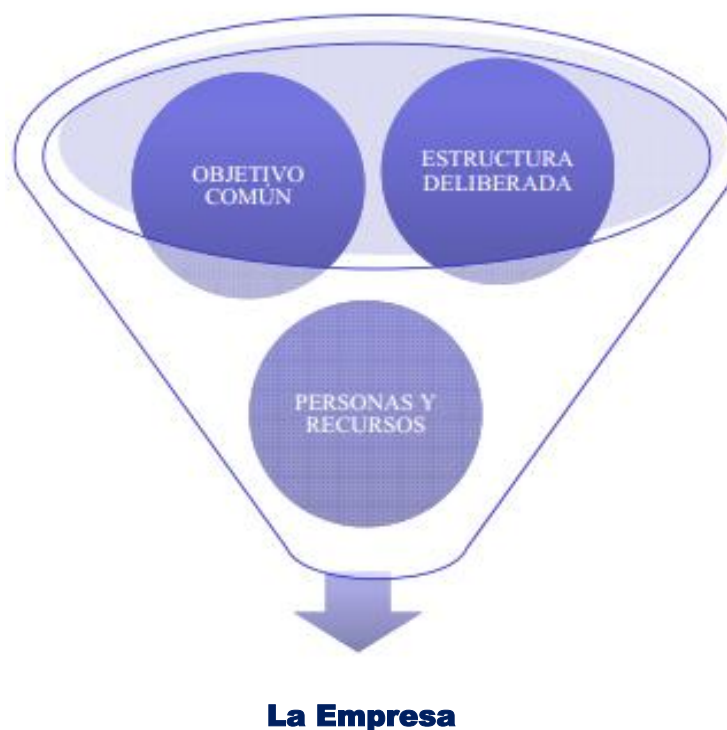 OBJETIVO
COMÚN
ESTRUCTURA
DELIBERADA
PERSONAS Y
RECURSOS
La Empresa